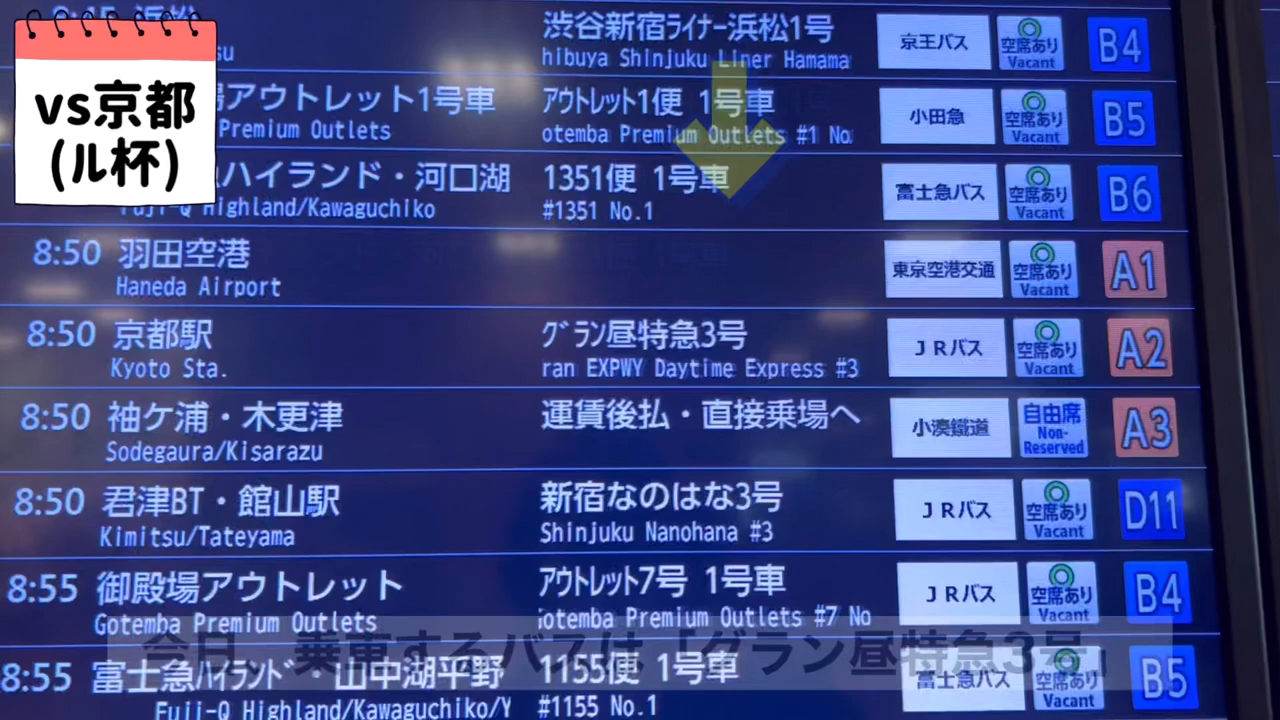 vs京都
(ル杯)
8:15 浜松 渋谷新宿ﾗｲﾅｰ浜松1号 京王バス 空席あり B4
hibuya Shinjuku Liner Hamama Vacant
アウトレット1号車 ｱｳﾄﾚｯﾄ1便 1号車 小田急 空席あり B5
Premium Outlets otemba Premium Outlets #1 No Vacant
ハイランド・河口湖 1351便 1号車 富士急バス 空席あり B6
Fuji-Q Highland/Kawaguchiko #1351 No.1 Vacant
8:50 羽田空港 東京空港交通 空席あり A1
Haneda Airport Vacant
8:50 京都駅 ｸﾞﾗﾝ昼特急3号 ＪＲバス 空席あり A2
Kyoto Sta. ran EXPWY Daytime Express #3 Vacant
8:50 袖ケ浦・木更津 運賃後払・直接乗場へ 小湊鐵道 自由席 A3
Sodegaura/Kisarazu Non-Reserved
8:50 君津BT・館山駅 新宿なのはな3号 ＪＲバス 空席あり D11
Kimitsu/Tateyama Shinjuku Nanohana #3 Vacant
8:55 御殿場アウトレット ｱｳﾄﾚｯﾄ7号 1号車 ＪＲバス 空席あり B4
Gotemba Premium Outlets otemba Premium Outlets #7 No Vacant
今日、乗車するバスは「グラン昼特急3号」
8:55 富士急ﾊｲﾗﾝﾄﾞ・山中湖平野 1155便 1号車 富士急バス 空席あり B5
Fuji-Q Highland/Kawaguchiko/Y #1155 No.1 Vacant